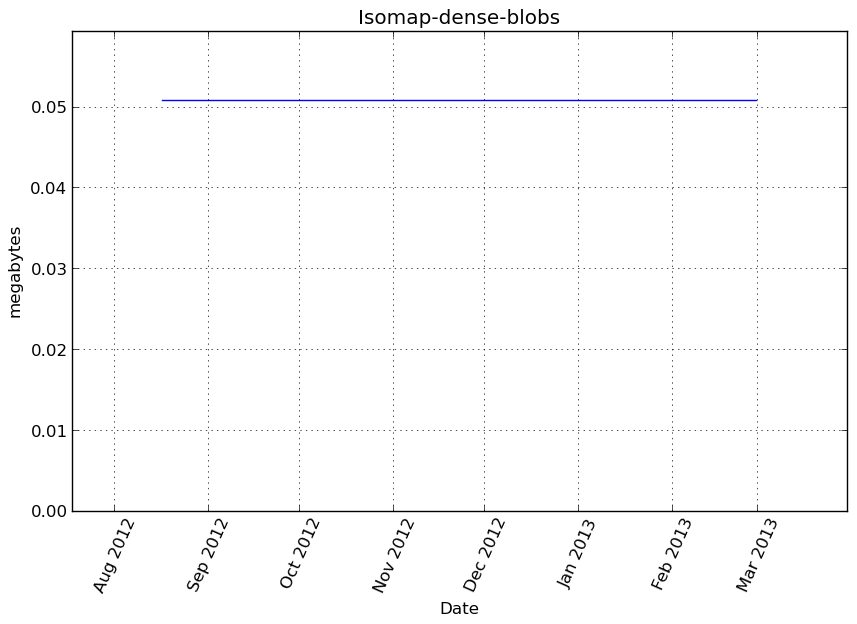 Isomap-dense-blobs
0.05
0.04
0.03
0.02
0.01
0.00
megabytes
Aug 2012
Sep 2012
Oct 2012
Nov 2012
Dec 2012
Jan 2013
Feb 2013
Mar 2013
Date